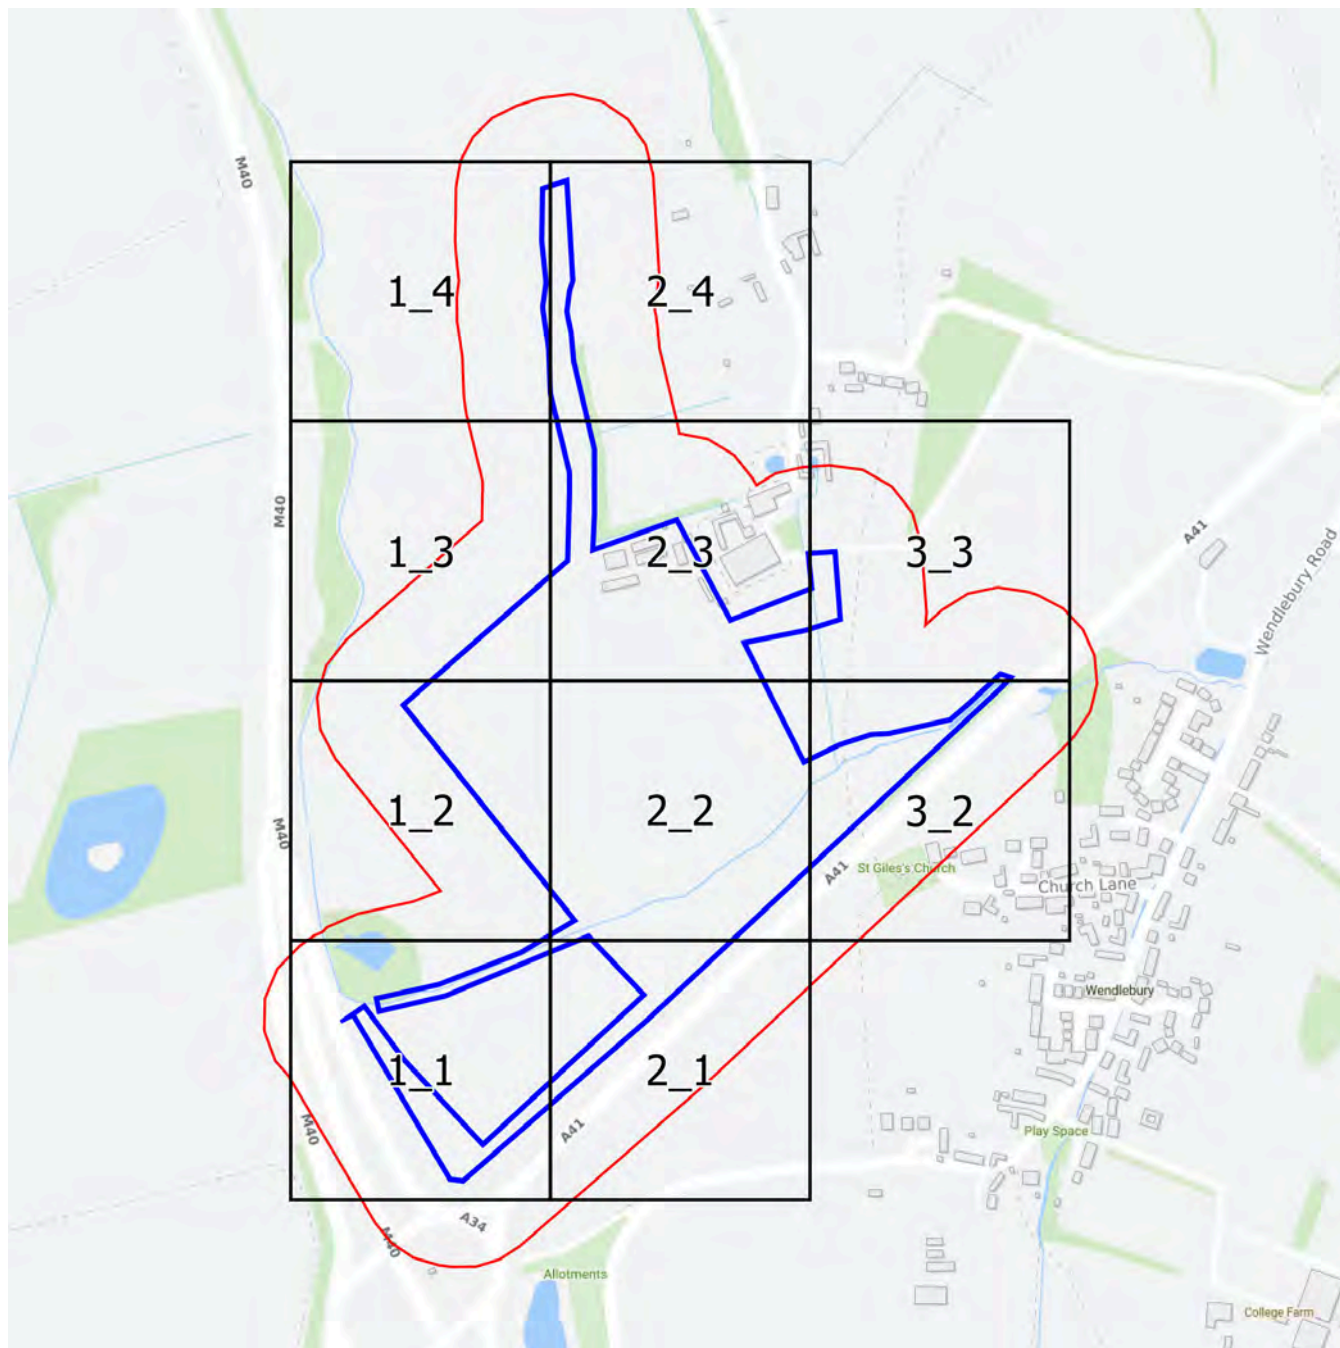 M40
1_4
2_4
M40
A41
Wendlebury Road
1_3
2_3
3_3
M40
1_2
2_2
3_2
A41
St Giles's Church
Church Lane
Wendlebury
1_1
2_1
M40
A41
Play Space
A34
M40
Allotments
College Farm